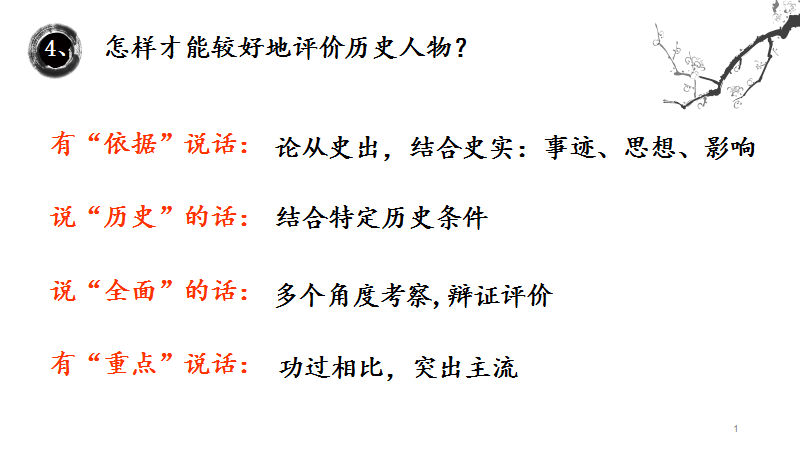 4、 怎样才能较好地评价历史人物？
有“依据”说话： 论从史出，结合史实：事迹、思想、影响
说“历史”的话： 结合特定历史条件
说“全面”的话： 多个角度考察,辩证评价
有“重点”说话： 功过相比，突出主流
1